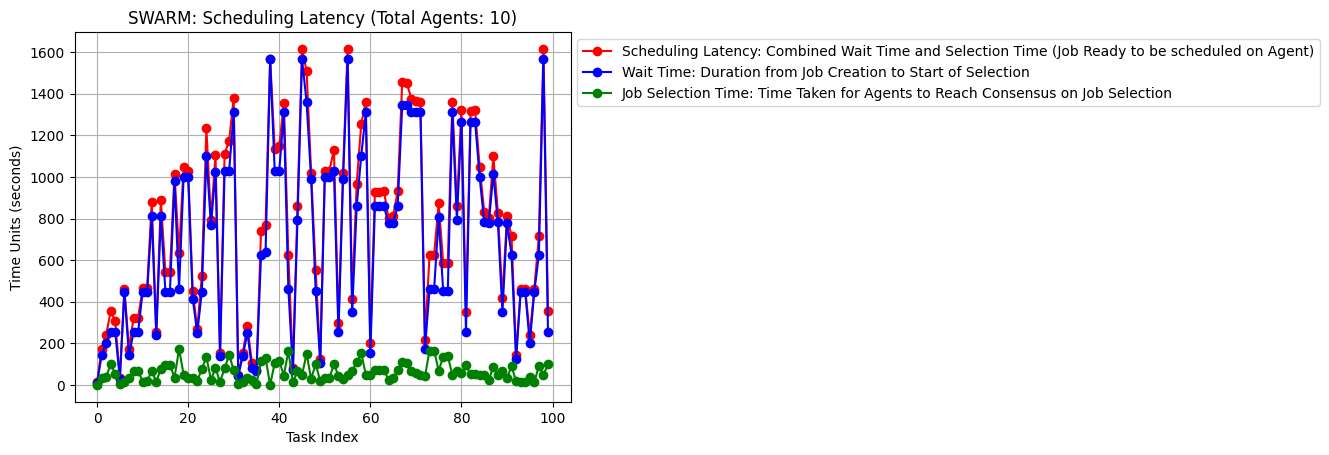 SWARM: Scheduling Latency (Total Agents: 10)
Scheduling Latency: Combined Wait Time and Selection Time (Job Ready to be scheduled on Agent)
Wait Time: Duration from Job Creation to Start of Selection
Job Selection Time: Time Taken for Agents to Reach Consensus on Job Selection
Time Units (seconds)
1600
1400
1200
1000
800
600
400
200
0
0 20 40 60 80 100
Task Index